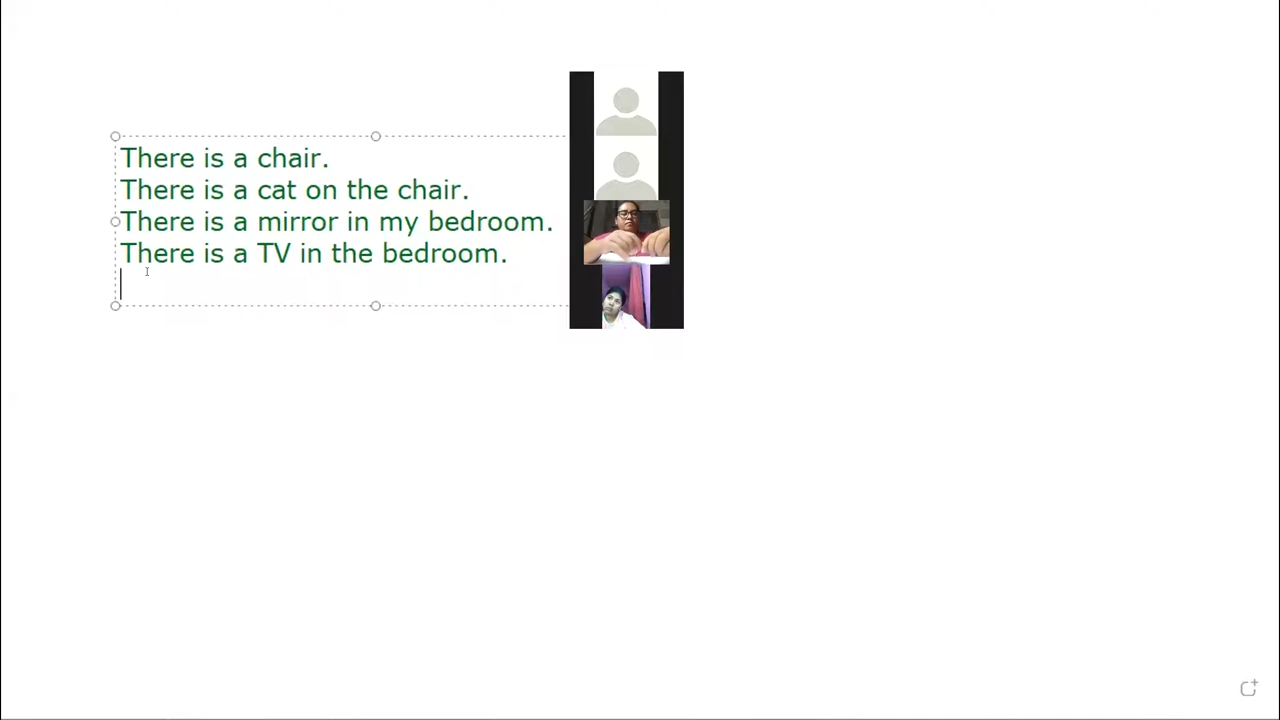 There is a chair.
There is a cat on the chair.
There is a mirror in my bedroom.
There is a TV in the bedroom.